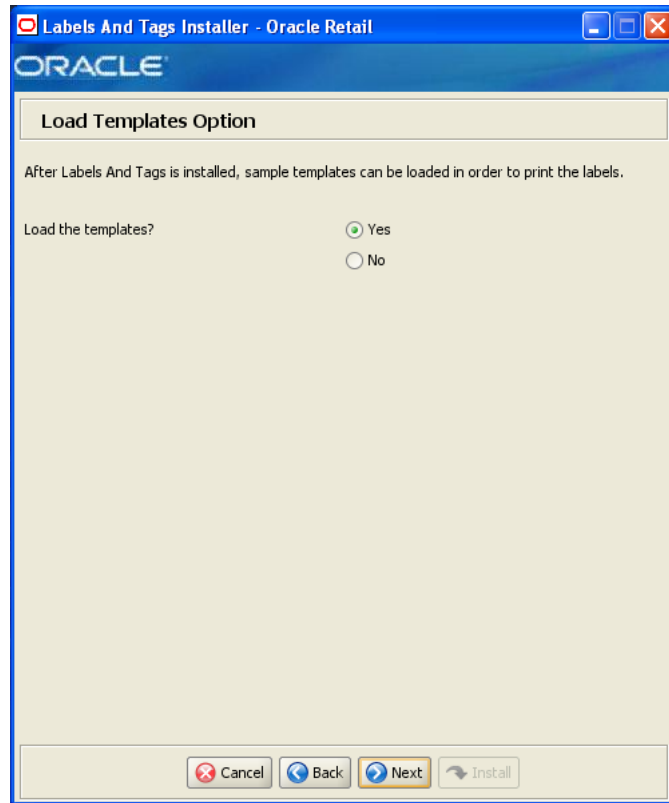 Labels And Tags Installer - Oracle Retail
ORACLE
Load Templates Option
After Labels And Tags is installed, sample templates can be loaded in order to print the labels.
Load the templates?
Yes
No
Cancel
Back
Next
Install